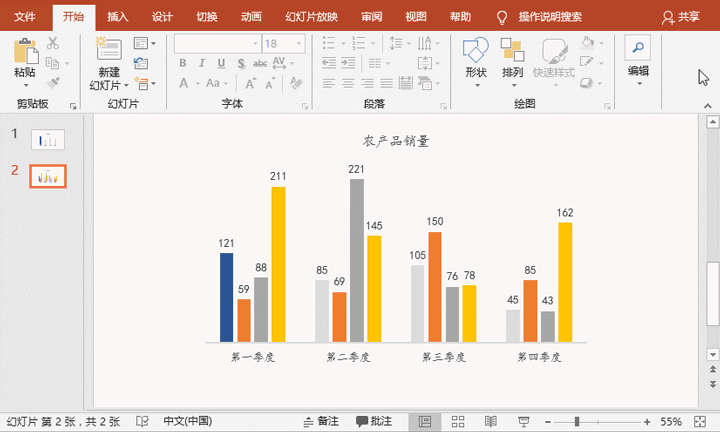 文件 开始 插入 设计 切换 动画 幻灯片放映 审阅 视图 帮助 操作说明搜索 共享
粘贴 新建 幻灯片 18 形状 排列 快速样式 编辑
B I U S abc AV
A Aa A A
剪贴板 幻灯片 字体 段落 绘图
1
2
农产品销量
121 59 88 211
85 69 221 145
105 150 76 78
45 85 43 162
第一季度 第二季度 第三季度 第四季度
幻灯片 第 2 张，共 2 张 中文(中国) 备注 批注 55%